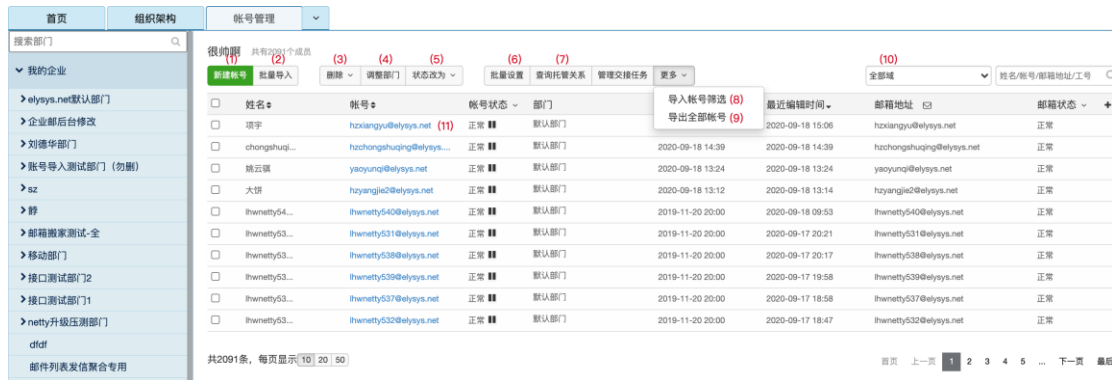 首页 组织架构 帐号管理
搜索部门
我的企业
elysys.net默认部门
企业邮后台修改
刘德华部门
账号导入测试部门（勿删）
sz
邮箱搬家测试-全
移动部门
接口测试部门2
接口测试部门1
netty升级压测部门
dfdf
邮件列表发信聚合专用
很帅啊 共有2091个成员
(1) (2) (3) (4) (5) (6) (7) (10)
新建帐号 批量导入 删除 调整部门 状态改为 批量设置 查询托管关系 管理交接任务 更多 全部域 姓名/帐号/邮箱地址/工号
导入帐号筛选 (8)
导出全部帐号 (9)
姓名 帐号 帐号状态 部门 最近编辑时间 邮箱地址 邮箱状态
项宇 hzxiangyu@elysys.net (11) 正常 默认部门 2020-09-18 15:06 hzxiangyu@elysys.net 正常
chongshuqi... hzchongshuqing@elysys.... 正常 默认部门 2020-09-18 14:39 2020-09-18 14:39 hzchongshuqing@elysys.net 正常
姚云骐 yaoyunqi@elysys.net 正常 默认部门 2020-09-18 13:24 2020-09-18 13:24 yaoyunqi@elysys.net 正常
大饼 hzyangjie2@elysys.net 正常 默认部门 2020-09-18 13:12 2020-09-18 13:14 hzyangjie2@elysys.net 正常
lhwnetty54... lhwnetty540@elysys.net 正常 默认部门 2019-11-20 20:00 2020-09-18 09:53 lhwnetty540@elysys.net 正常
lhwnetty53... lhwnetty531@elysys.net 正常 默认部门 2019-11-20 20:00 2020-09-17 20:21 lhwnetty531@elysys.net 正常
lhwnetty53... lhwnetty538@elysys.net 正常 默认部门 2019-11-20 20:00 2020-09-17 20:17 lhwnetty538@elysys.net 正常
lhwnetty53... lhwnetty539@elysys.net 正常 默认部门 2019-11-20 20:00 2020-09-17 19:58 lhwnetty539@elysys.net 正常
lhwnetty53... lhwnetty537@elysys.net 正常 默认部门 2019-11-20 20:00 2020-09-17 18:58 lhwnetty537@elysys.net 正常
lhwnetty53... lhwnetty532@elysys.net 正常 默认部门 2019-11-20 20:00 2020-09-17 18:47 lhwnetty532@elysys.net 正常
共2091条，每页显示 10 20 50 首页 上一页 1 2 3 4 5 ... 下一页 最后